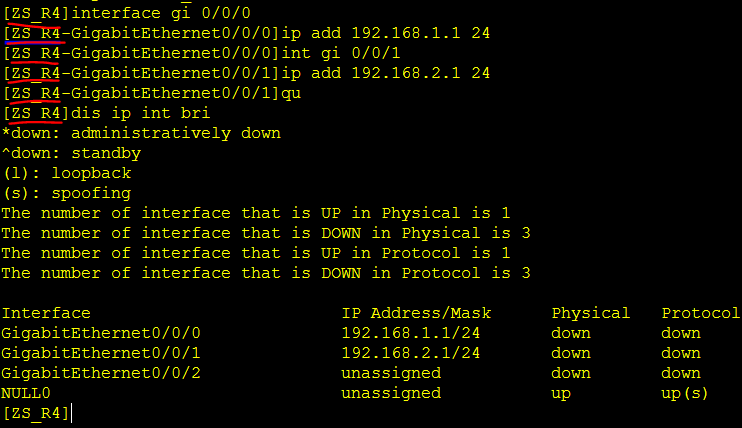 [ZS_R4]interface gi 0/0/0
[ZS_R4-GigabitEthernet0/0/0]ip add 192.168.1.1 24
[ZS_R4-GigabitEthernet0/0/0]int gi 0/0/1
[ZS_R4-GigabitEthernet0/0/1]ip add 192.168.2.1 24
[ZS_R4-GigabitEthernet0/0/1]qu
[ZS_R4]dis ip int bri
*down: administratively down
^down: standby
(l): loopback
(s): spoofing
The number of interface that is UP in Physical is 1
The number of interface that is DOWN in Physical is 3
The number of interface that is UP in Protocol is 1
The number of interface that is DOWN in Protocol is 3
Interface                         IP Address/Mask      Physical   Protocol
GigabitEthernet0/0/0              192.168.1.1/24       down       down
GigabitEthernet0/0/1              192.168.2.1/24       down       down
GigabitEthernet0/0/2              unassigned           down       down
NULL0                             unassigned           up         up(s)
[ZS_R4]